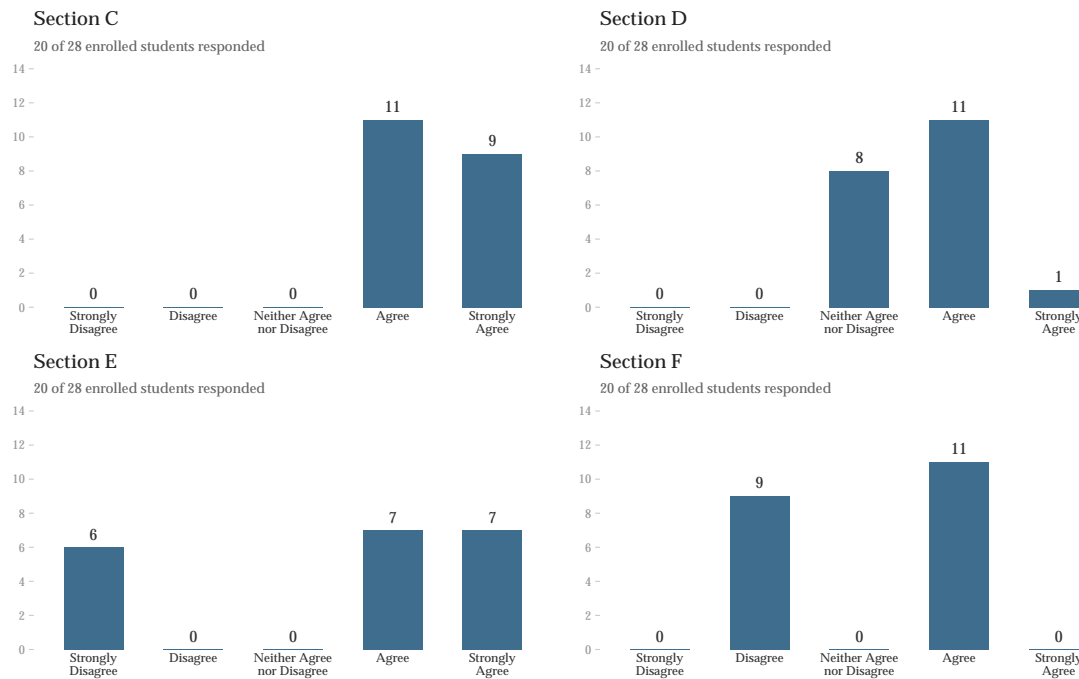 Section C
20 of 28 enrolled students responded
14
12
10
8
6
4
2
0
0
0
0
11
9
Strongly
Disagree
Disagree
Neither Agree
nor Disagree
Agree
Strongly
Agree
Section D
20 of 28 enrolled students responded
14
12
10
8
6
4
2
0
0
0
8
11
1
Strongly
Disagree
Disagree
Neither Agree
nor Disagree
Agree
Strongly
Agree
Section E
20 of 28 enrolled students responded
14
12
10
8
6
4
2
0
6
0
0
7
7
Strongly
Disagree
Disagree
Neither Agree
nor Disagree
Agree
Strongly
Agree
Section F
20 of 28 enrolled students responded
14
12
10
8
6
4
2
0
0
9
0
11
0
Strongly
Disagree
Disagree
Neither Agree
nor Disagree
Agree
Strongly
Agree